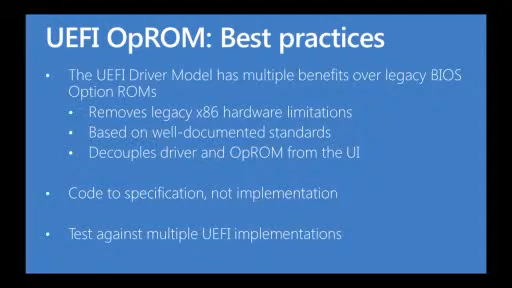 UEFI OpROM: Best practices
• The UEFI Driver Model has multiple benefits over legacy BIOS
Option ROMs
• Removes legacy x86 hardware limitations
• Based on well-documented standards
• Decouples driver and OpROM from the UI
• Code to specification, not implementation
• Test against multiple UEFI implementations